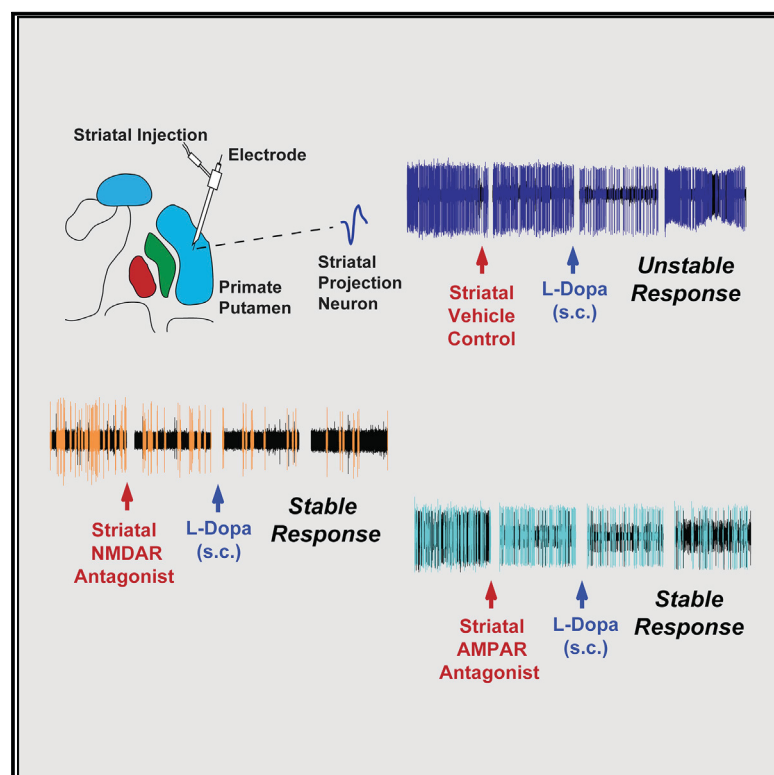 Striatal Injection
Electrode
Primate
Putamen
Striatal
Projection
Neuron
Striatal
Vehicle
Control
L-Dopa
(s.c.)
Unstable
Response
Striatal
NMDAR
Antagonist
L-Dopa
(s.c.)
Stable
Response
Striatal
AMPAR
Antagonist
L-Dopa
(s.c.)
Stable
Response